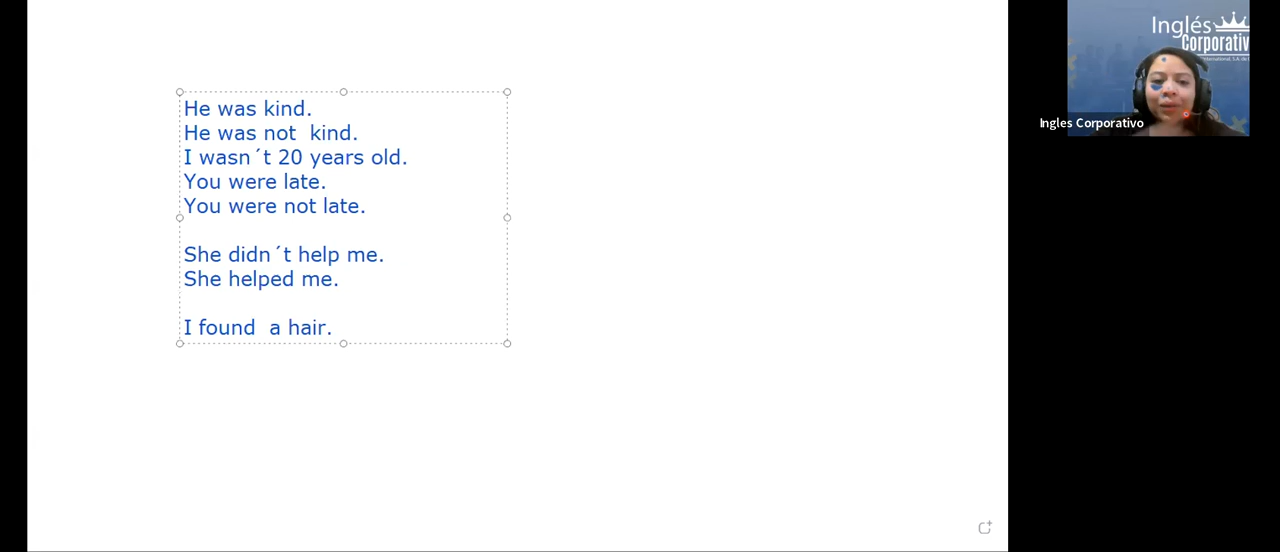 He was kind.
He was not  kind.
I wasn´t 20 years old.
You were late.
You were not late.
She didn´t help me.
She helped me.
I found  a hair.
Inglés
Corporativ
Ingles Corporativo